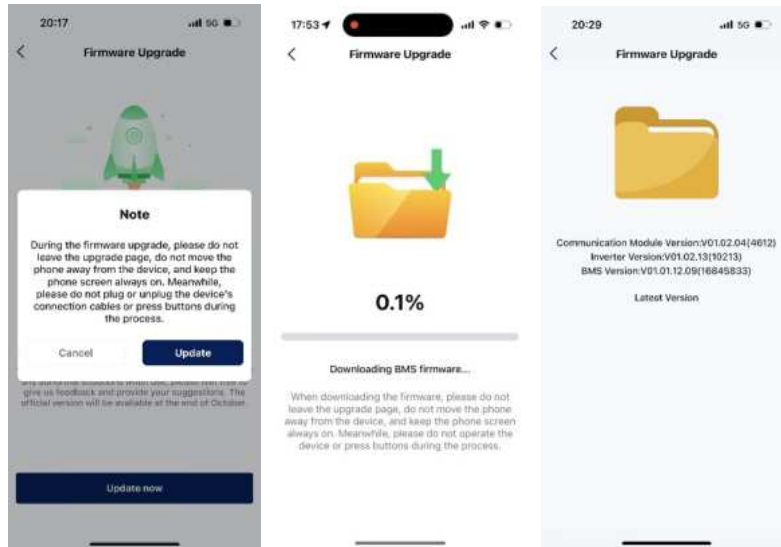 20:17
5G
Firmware Upgrade
Note
During the firmware upgrade, please do not
leave the upgrade page, do not move the
phone away from the device, and keep the
phone screen always on. Meanwhile,
please do not plug or unplug the device's
connection cables or press buttons during
the process.
Cancel
Update
give us feedback and provide your suggestions. The
official version will be available at the end of October.
Update now
17:53
Firmware Upgrade
0.1%
Downloading BMS firmware...
When downloading the firmware, please do not
leave the upgrade page, do not move the phone
away from the device, and keep the phone screen
always on. Meanwhile, please do not operate the
device or press buttons during the process.
20:29
5G
Firmware Upgrade
Communication Module Version:V01.02.04(4612)
Inverter Version:V01.02.13(10213)
BMS Version:V01.01.12.09(16845833)
Latest Version